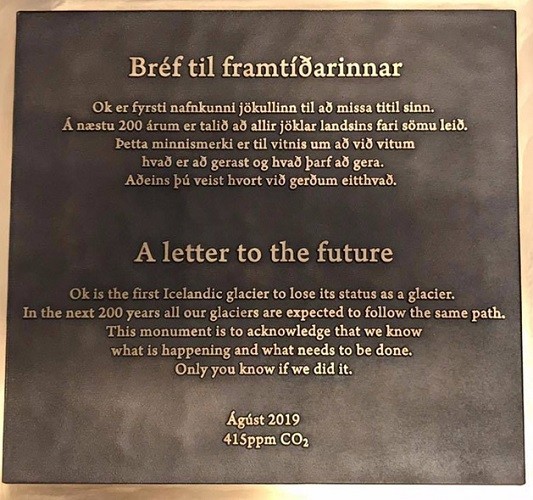 Bréf til framtíðarinnar
Ok er fyrsti nafnkunni jökullinn til að missa titil sinn.
Á næstu 200 árum er talið að allir jöklar landsins fari sömu leið.
Þetta minnismerki er til vitnis um að við vitum
hvað er að gerast og hvað þarf að gera.
Aðeins þú veist hvort við gerðum eitthvað.
A letter to the future
Ok is the first Icelandic glacier to lose its status as a glacier.
In the next 200 years all our glaciers are expected to follow the same path.
This monument is to acknowledge that we know
what is happening and what needs to be done.
Only you know if we did it.
Ágúst 2019
415ppm CO₂